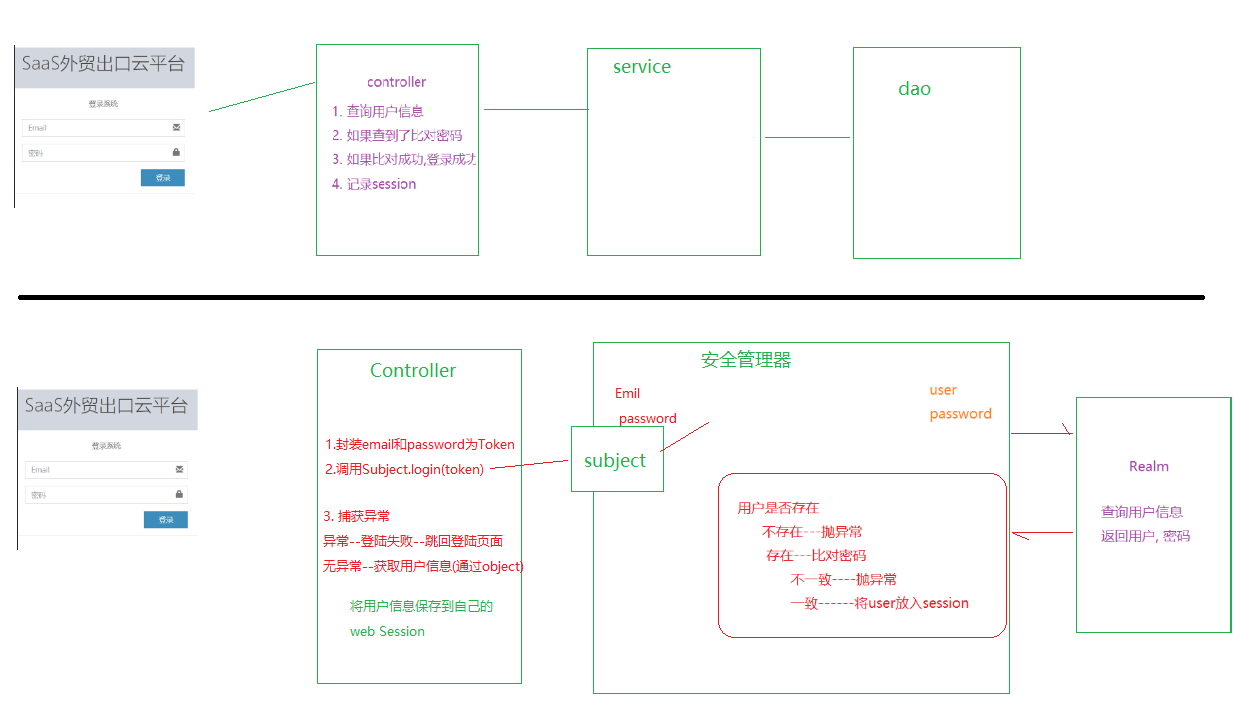 SaaS外贸出口云平台
登录系统
Email
密码
登录
controller
1. 查询用户信息
2. 如果查到了比对密码
3. 如果比对成功,登录成功
4. 记录session
service
dao
SaaS外贸出口云平台
登录系统
Email
密码
登录
Controller
1.封装email和password为Token
2.调用Subject.login(token)
3. 捕获异常
异常--登陆失败--跳回登陆页面
无异常--获取用户信息(通过object)
将用户信息保存到自己的
web Session
安全管理器
Emil
password
subject
user
password
用户是否存在
不存在---抛异常
存在---比对密码
不一致----抛异常
一致------将user放入session
Realm
查询用户信息
返回用户, 密码